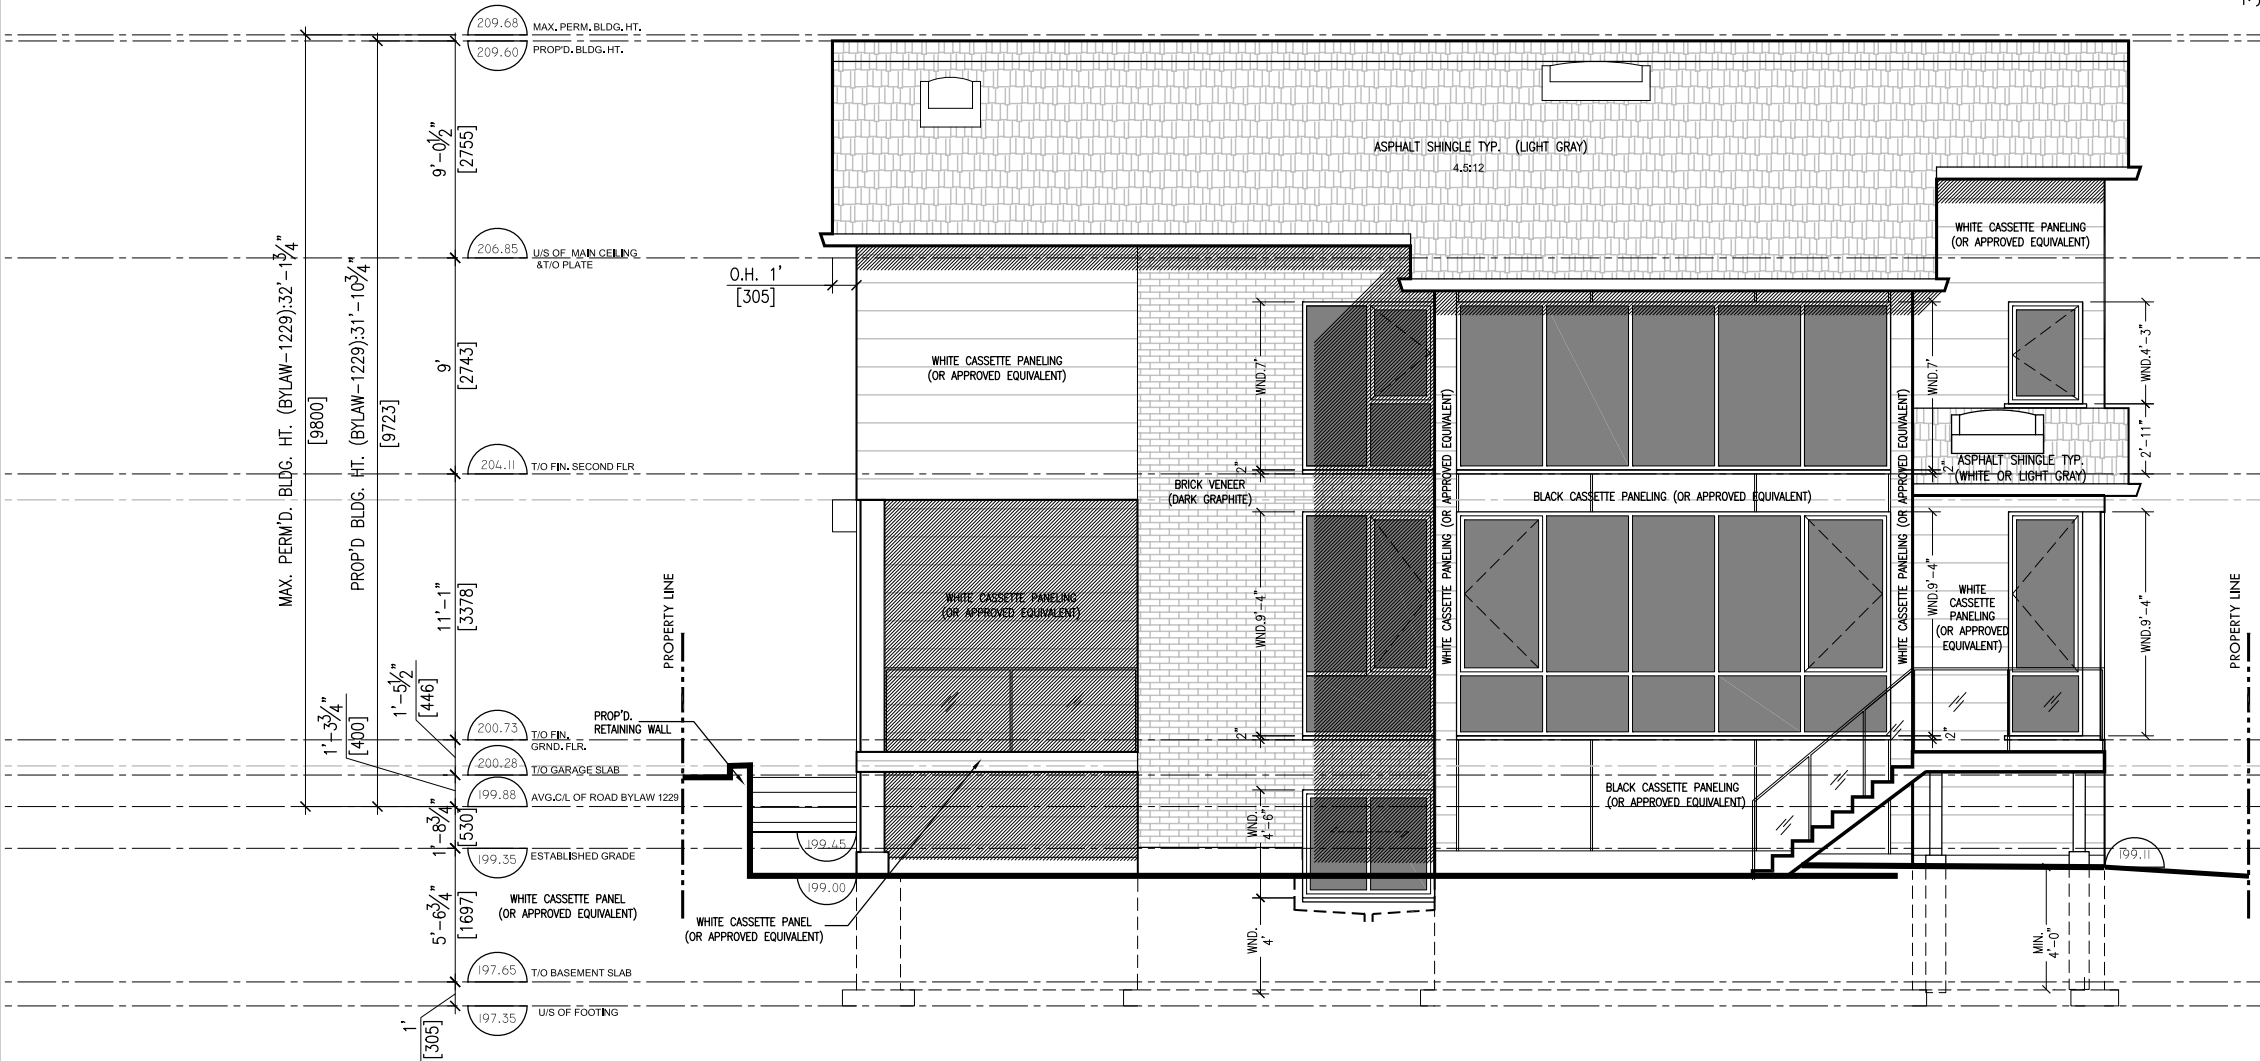 209.68
MAX. PERM. BLDG. HT.
209.60
PROP'D. BLDG. HT.
9'-0½"
[2755]
206.85
U/S OF MAIN CEILING
&T/O PLATE
9'
[2743]
204.11
T/O FIN. SECOND FLR
11'-1"
[3378]
MAX. PERM'D. BLDG. HT. (BYLAW-1229):32'-1¾"
[9800]
PROP'D BLDG. HT. (BYLAW-1229):31'-10¾"
[9723]
1'-5½"
[446]
1'-3¾"
[400]
200.73
T/O FIN.
GRND. FLR.
200.28
T/O GARAGE SLAB
199.88
AVG.C/L OF ROAD BYLAW 1229
1'-8¾"
[530]
199.35
ESTABLISHED GRADE
5'-6¾"
[1697]
WHITE CASSETTE PANEL
(OR APPROVED EQUIVALENT)
197.65
T/O BASEMENT SLAB
197.35
U/S OF FOOTING
1'
[305]
PROPERTY LINE
PROP'D.
RETAINING WALL
199.45
199.00
WHITE CASSETTE PANEL
(OR APPROVED EQUIVALENT)
O.H. 1'
[305]
ASPHALT SHINGLE TYP. (LIGHT GRAY)
4.5:12
WHITE CASSETTE PANELING
(OR APPROVED EQUIVALENT)
WHITE CASSETTE PANELING
(OR APPROVED EQUIVALENT)
BRICK VENEER
(DARK GRAPHITE)
WND.7'
2"
WND.9'-4"
2"
WND.
4'-6"
WND.
4'
WHITE CASSETTE PANELING (OR APPROVED EQUIVALENT)
BLACK CASSETTE PANELING (OR APPROVED EQUIVALENT)
BLACK CASSETTE PANELING
(OR APPROVED EQUIVALENT)
WHITE CASSETTE PANELING (OR APPROVED EQUIVALENT)
WND.7'
2"
WND.9'-4"
2"
WHITE CASSETTE PANELING
(OR APPROVED EQUIVALENT)
WND.4'-3"
2'-11"
ASPHALT SHINGLE TYP.
(WHITE OR LIGHT GRAY)
WHITE
CASSETTE
PANELING
(OR APPROVED
EQUIVALENT)
WND.9'-4"
199.11
MIN.
4'-0"
PROPERTY LINE